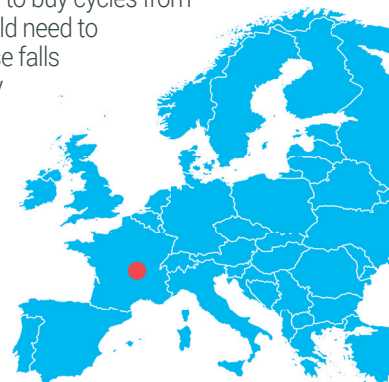 to buy cycles from
ld need to
e falls